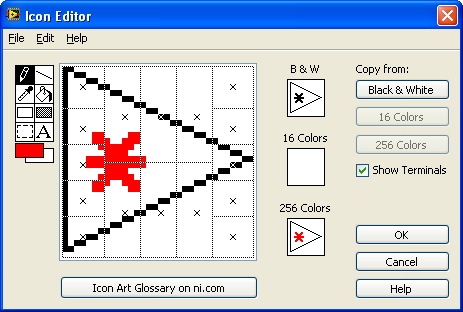 Icon Editor
File Edit Help
B & W
Copy from:
Black & White
16 Colors
16 Colors
256 Colors
Show Terminals
256 Colors
A
OK
Cancel
Icon Art Glossary on ni.com
Help